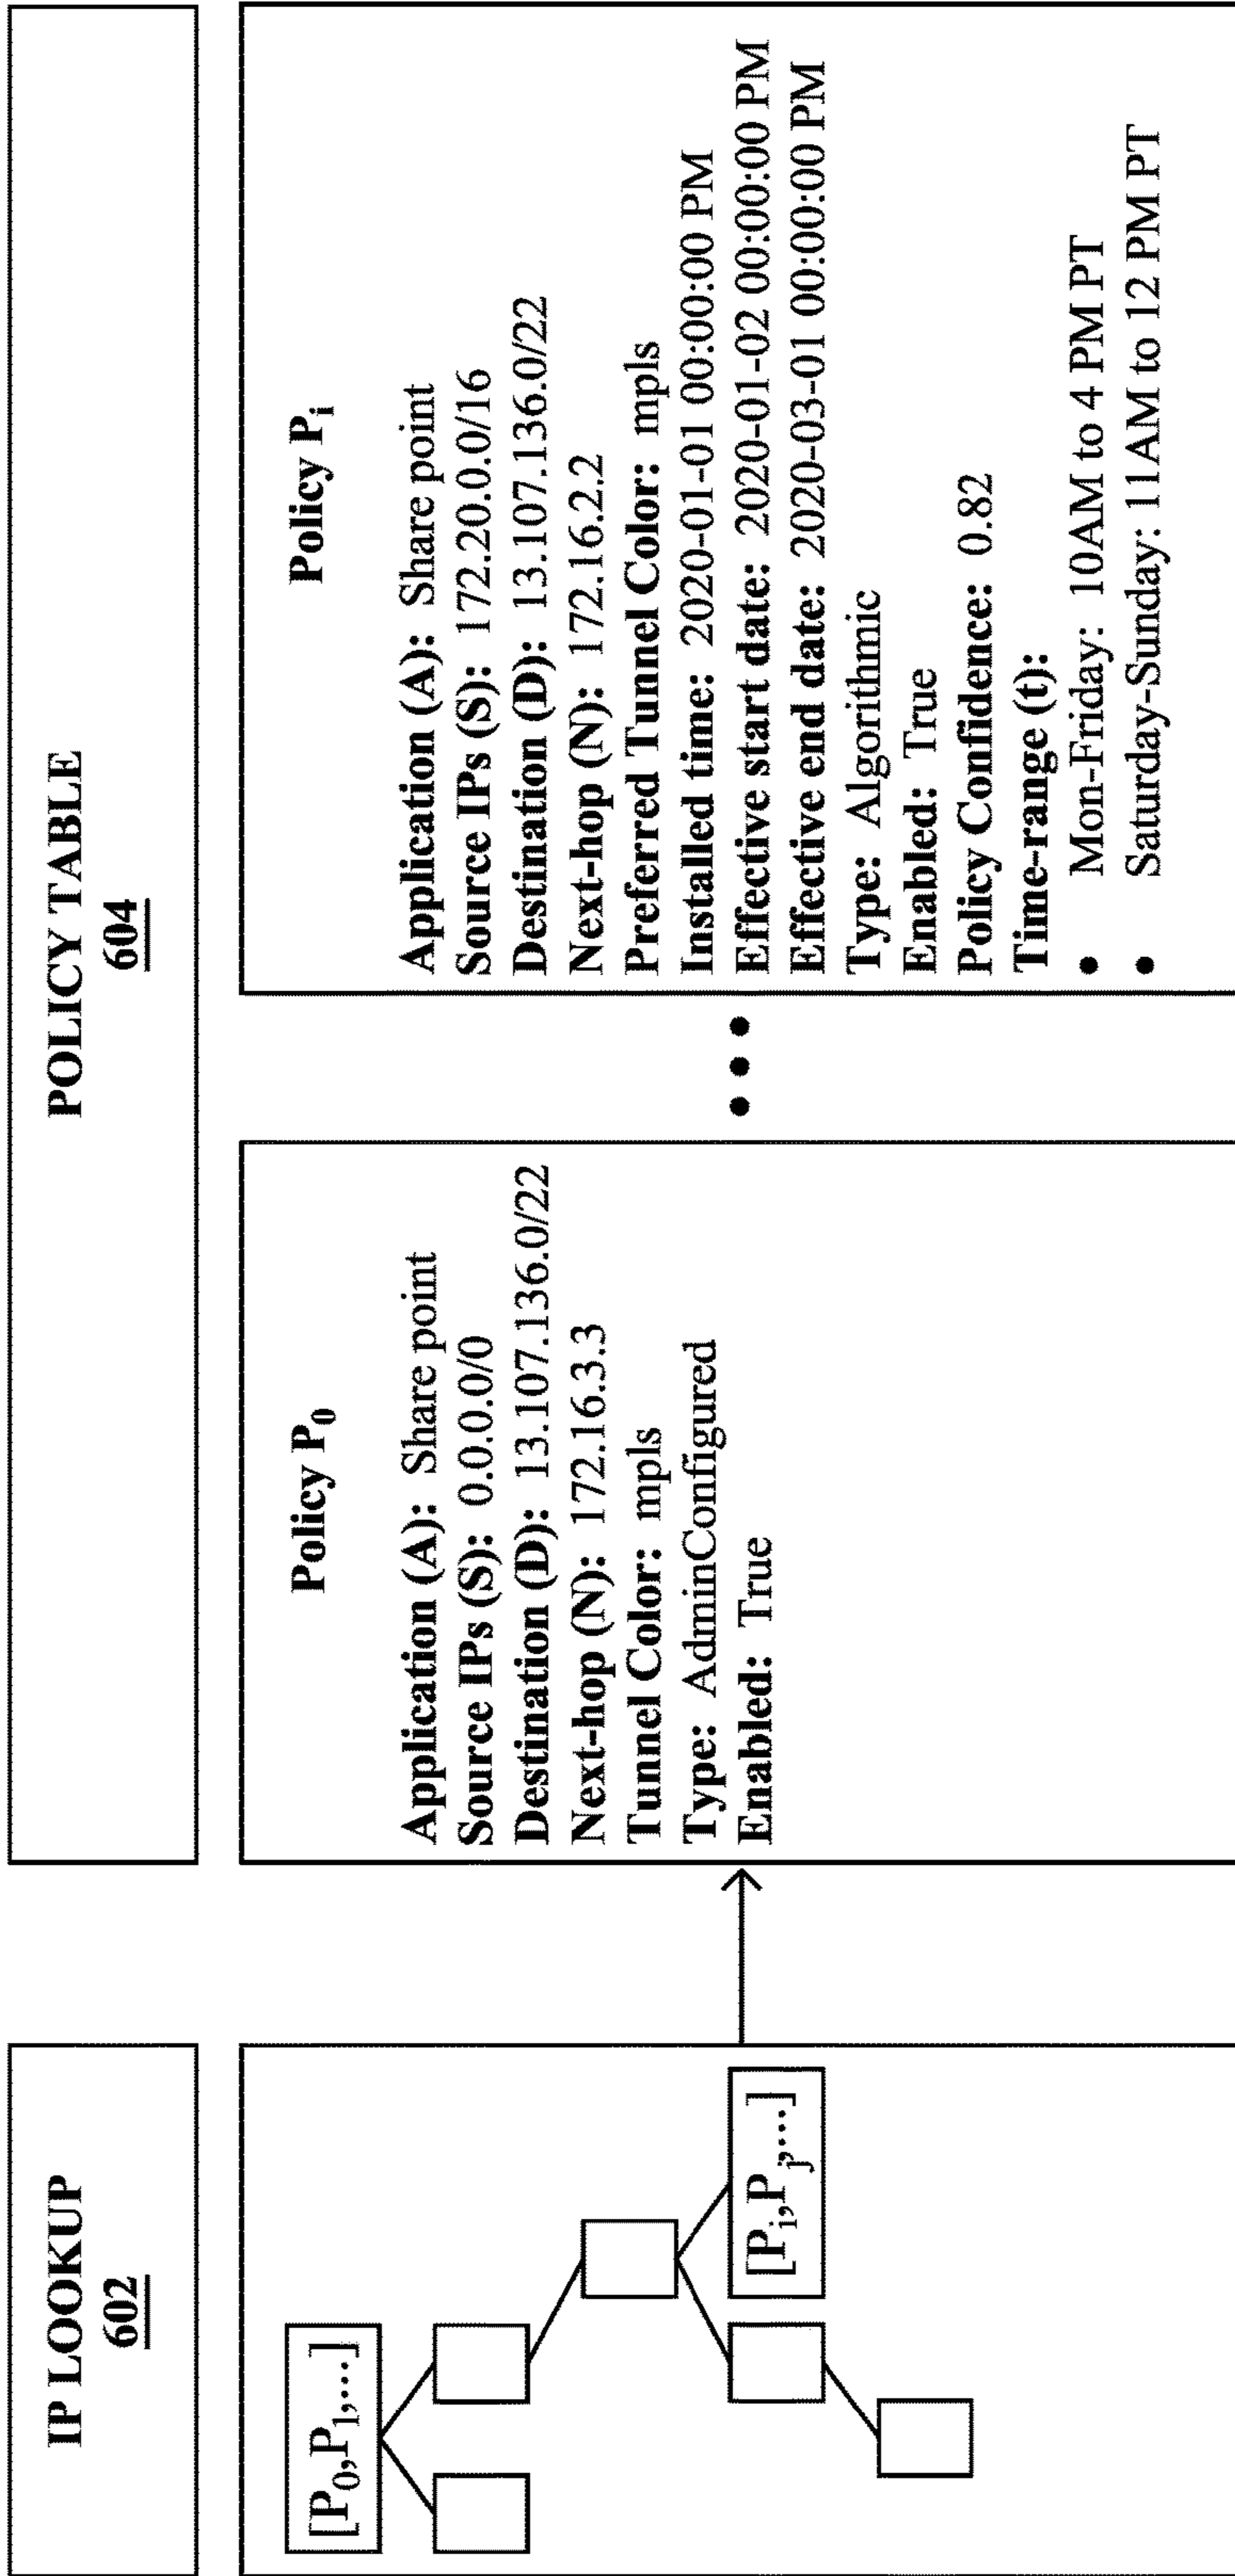 IP LOOKUP
602
[P0,P1,...]
[Pi,Pj,...]
POLICY TABLE
604
Policy P0
Application (A): Share point
Source IPs (S): 0.0.0.0/0
Destination (D): 13.107.136.0/22
Next-hop (N): 172.16.3.3
Tunnel Color: mpls
Type: AdminConfigured
Enabled: True
Policy Pi
Application (A): Share point
Source IPs (S): 172.20.0.0/16
Destination (D): 13.107.136.0/22
Next-hop (N): 172.16.2.2
Preferred Tunnel Color: mpls
Installed time: 2020-01-01 00:00:00 PM
Effective start date: 2020-01-02 00:00:00 PM
Effective end date: 2020-03-01 00:00:00 PM
Type: Algorithmic
Enabled: True
Policy Confidence: 0.82
Time-range (t):
• Mon-Friday: 10AM to 4 PM PT
• Saturday-Sunday: 11AM to 12 PM PT